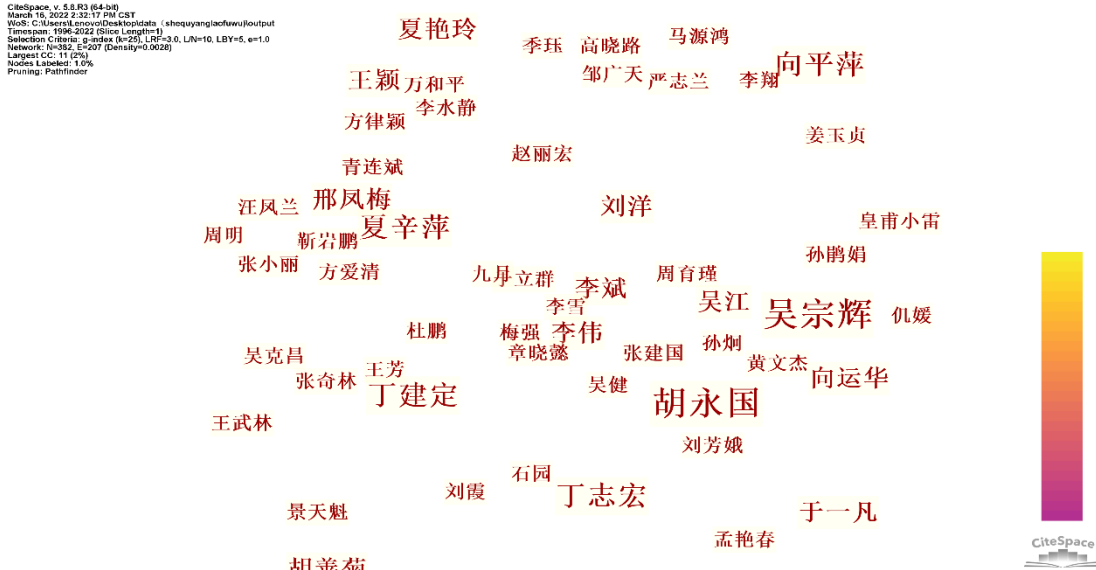 CiteSpace, v. 5.8.R3 (64-bit)
March 16, 2022 2:32:17 PM CST
WoS: C:\Users\Lenovo\Desktop\data（shequyanglaofuwu)\output
Timespan: 1996-2022 (Slice Length=1)
Selection Criteria: g-index (k=25), LRF=3.0, L/N=10, LBY=5, e=1.0
Network: N=382, E=207 (Density=0.0028)
Largest CC: 11 (2%)
Nodes Labeled: 1.0%
Pruning: Pathfinder
夏艳玲
季珏
高晓路
马源鸿
向平萍
王颖
万和平
邹广天
严志兰
李翔
李水静
方律颖
姜玉贞
赵丽宏
青连斌
邢凤梅
刘洋
汪凤兰
皇甫小雷
夏辛萍
周明
靳岩鹏
孙鹃娟
张小丽
方爱清
立群
周育瑾
李斌
吴江
李雪
吴宗辉
仉媛
杜鹏
梅强
李伟
孙炯
章晓懿
张建国
吴克昌
黄文杰
王芳
张奇林
向运华
吴健
丁建定
胡永国
王武林
刘芳娥
石园
刘霞
丁志宏
景天魁
于一凡
孟艳春
胡善菊
CiteSpace